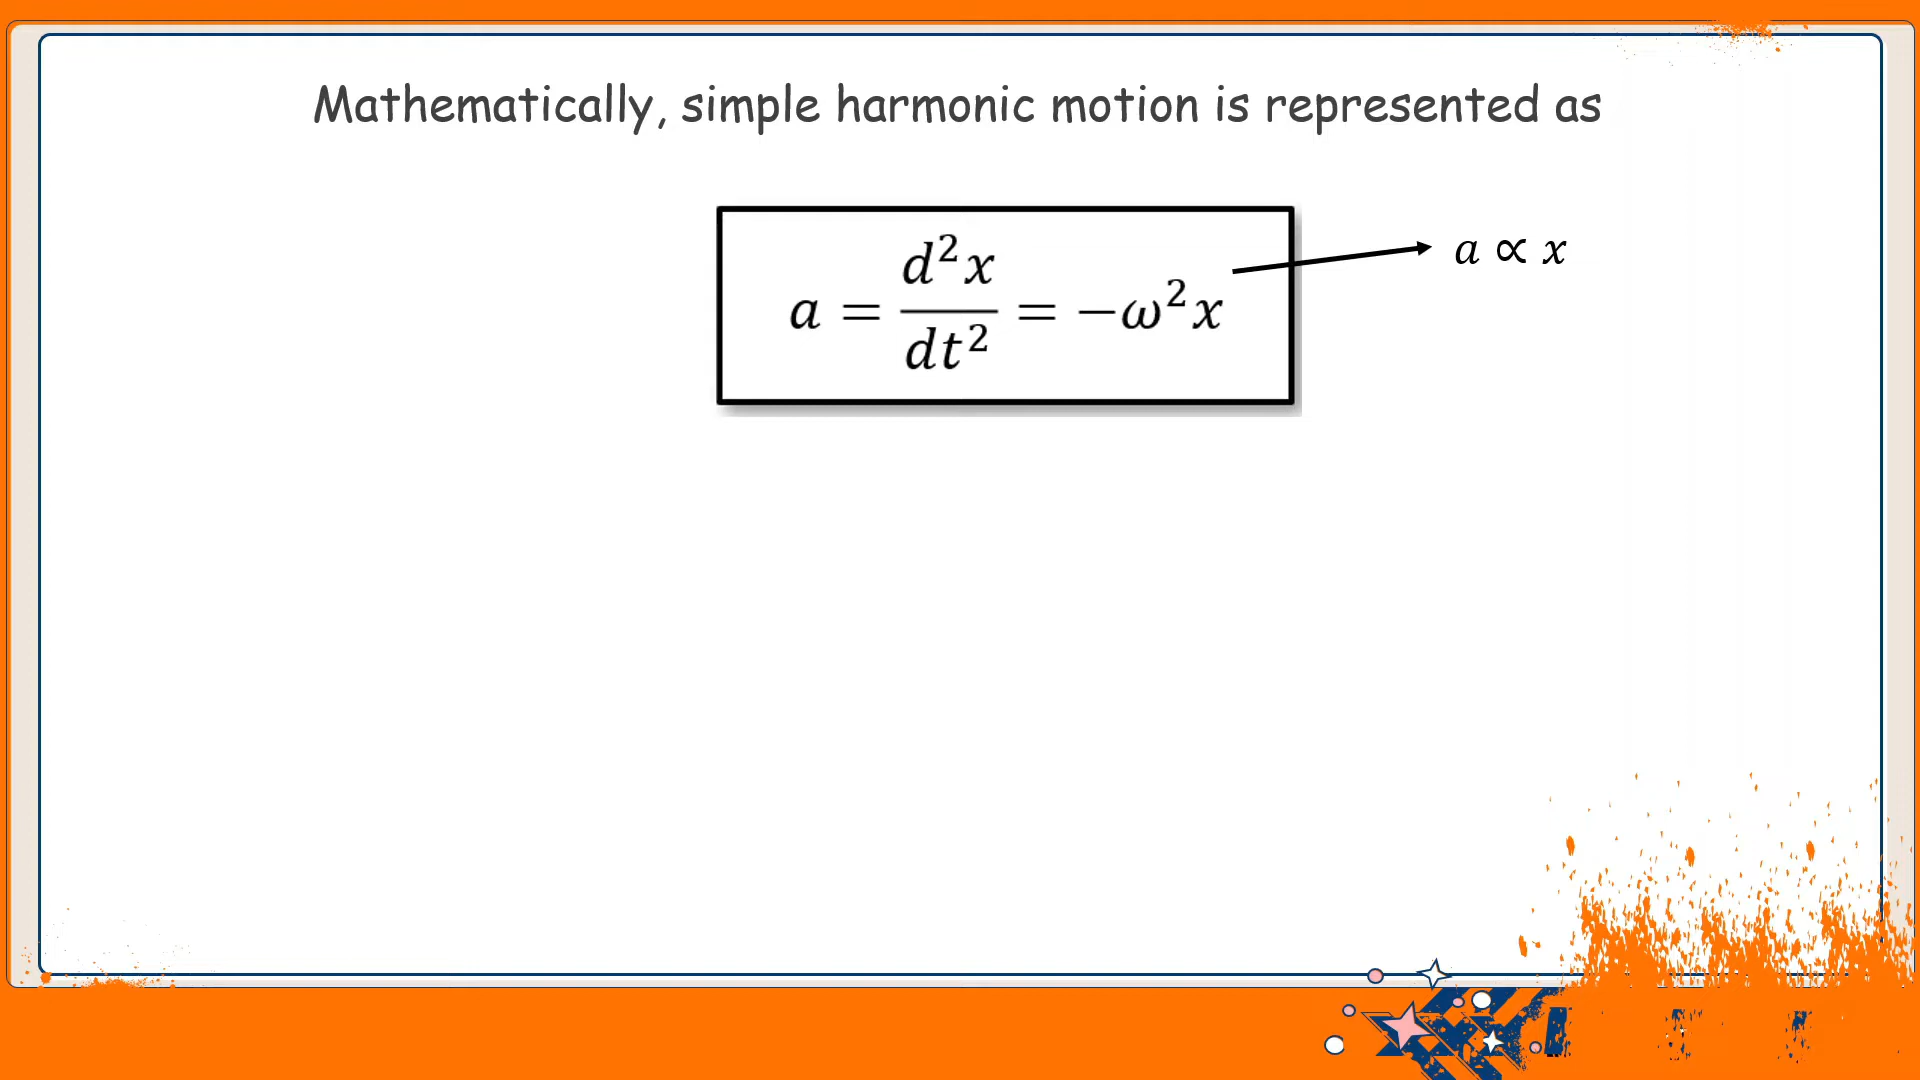 Mathematically, simple harmonic motion is represented as
a = d²x/dt² = −ω²x
a ∝ x